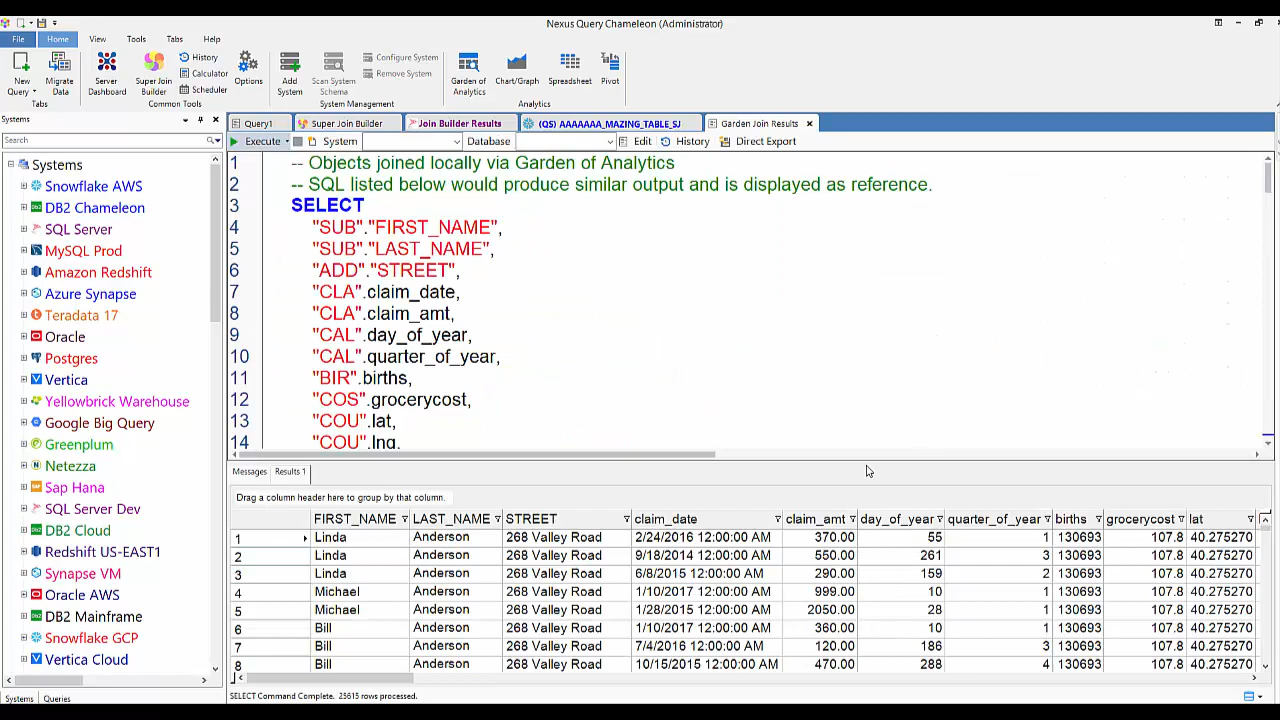 Nexus Query Chameleon (Administrator)
File Home View Tools Tabs Help
New Query
Migrate Data
Tabs
Server Dashboard
Super Join Builder
History
Calculator
Scheduler
Common Tools
Options
Add System
Scan System Schema
Configure System
Remove System
System Management
Garden of Analytics
Chart/Graph
Spreadsheet
Pivot
Analytics
Systems
Search
Systems
Snowflake AWS
DB2 Chameleon
SQL Server
MySQL Prod
Amazon Redshift
Azure Synapse
Teradata 17
Oracle
Postgres
Vertica
Yellowbrick Warehouse
Google Big Query
Greenplum
Netezza
Sap Hana
SQL Server Dev
DB2 Cloud
Redshift US-EAST1
Synapse VM
Oracle AWS
DB2 Mainframe
Snowflake GCP
Vertica Cloud
Systems Queries
Query1 Super Join Builder Join Builder Results (QS) AAAAAAA_MAZING_TABLE_SJ Garden Join Results
Execute System Database Edit History Direct Export
1 -- Objects joined locally via Garden of Analytics
2 -- SQL listed below would produce similar output and is displayed as reference.
3 SELECT
4 "SUB"."FIRST_NAME",
5 "SUB"."LAST_NAME",
6 "ADD"."STREET",
7 "CLA".claim_date,
8 "CLA".claim_amt,
9 "CAL".day_of_year,
10 "CAL".quarter_of_year,
11 "BIR".births,
12 "COS".grocerycost,
13 "COU".lat,
14 "COU".lng,
Messages Results 1
Drag a column header here to group by that column.
FIRST_NAME LAST_NAME STREET claim_date claim_amt day_of_year quarter_of_year births grocerycost lat
1 Linda Anderson 268 Valley Road 2/24/2016 12:00:00 AM 370.00 55 1 130693 107.8 40.275270
2 Linda Anderson 268 Valley Road 9/18/2014 12:00:00 AM 550.00 261 3 130693 107.8 40.275270
3 Linda Anderson 268 Valley Road 6/8/2015 12:00:00 AM 290.00 159 2 130693 107.8 40.275270
4 Michael Anderson 268 Valley Road 1/10/2017 12:00:00 AM 999.00 10 1 130693 107.8 40.275270
5 Michael Anderson 268 Valley Road 1/28/2015 12:00:00 AM 2050.00 28 1 130693 107.8 40.275270
6 Bill Anderson 268 Valley Road 1/10/2017 12:00:00 AM 360.00 10 1 130693 107.8 40.275270
7 Bill Anderson 268 Valley Road 7/4/2016 12:00:00 AM 120.00 186 3 130693 107.8 40.275270
8 Bill Anderson 268 Valley Road 10/15/2015 12:00:00 AM 470.00 288 4 130693 107.8 40.275270
SELECT Command Complete. 25615 rows processed.